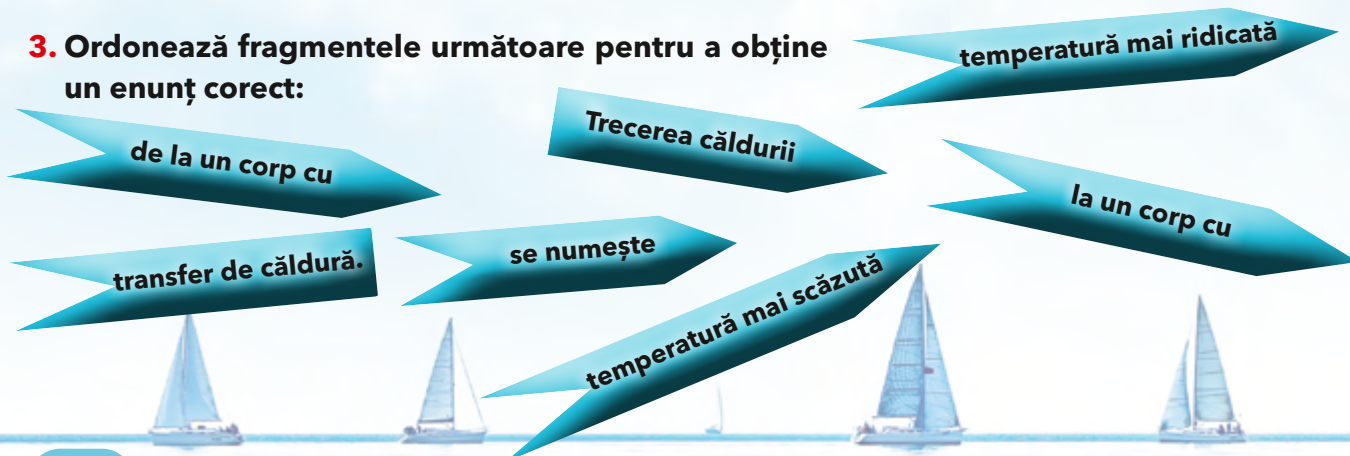 3. Ordonează fragmentele următoare pentru a obține
un enunț corect:
temperatură mai ridicată
de la un corp cu
Trecerea căldurii
la un corp cu
transfer de căldură.
se numește
temperatură mai scăzută